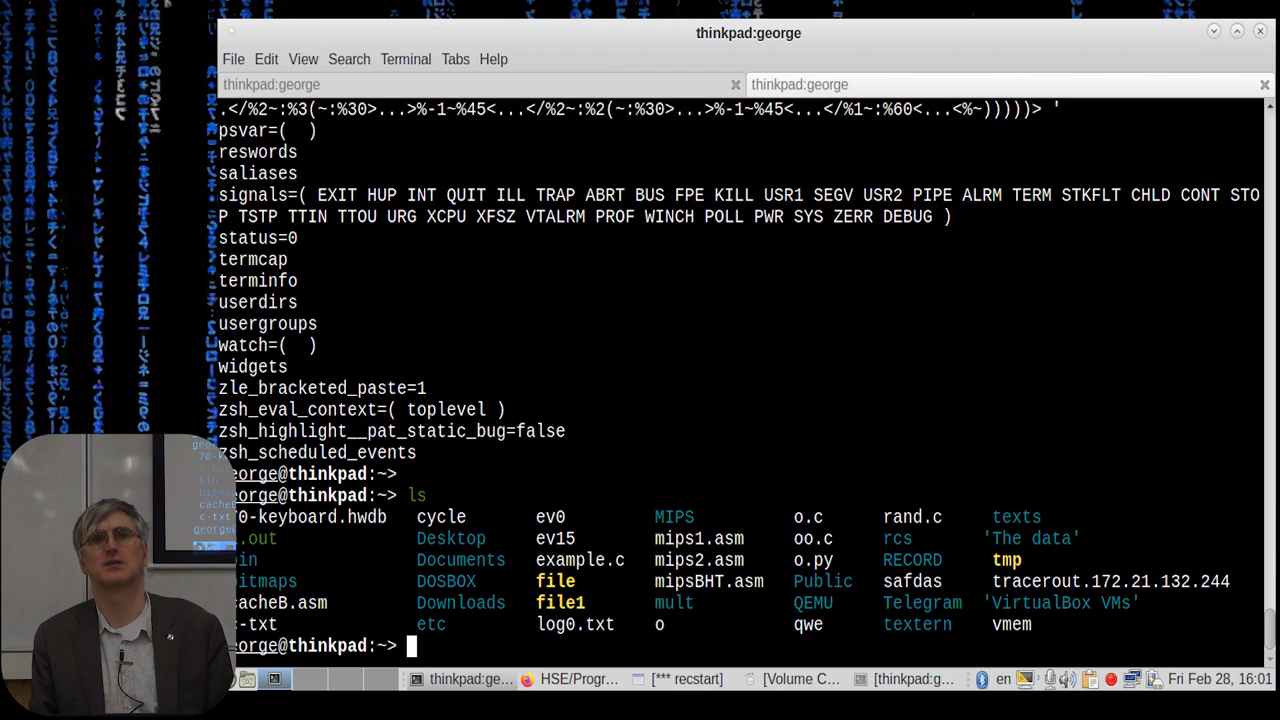 thinkpad:george
File Edit View Search Terminal Tabs Help
thinkpad:george thinkpad:george
.</%2~:%3(~:%30>...>%-1~%45<...</%2~:%2(~:%30>...>%-1~%45<...</%1~:%60<...<%~)))))> '
psvar=( )
reswords
saliases
signals=( EXIT HUP INT QUIT ILL TRAP ABRT BUS FPE KILL USR1 SEGV USR2 PIPE ALRM TERM STKFLT CHLD CONT STO
P TSTP TTIN TTOU URG XCPU XFSZ VTALRM PROF WINCH POLL PWR SYS ZERR DEBUG )
status=0
termcap
terminfo
userdirs
usergroups
watch=( )
widgets
zle_bracketed_paste=1
zsh_eval_context=( toplevel )
zsh_highlight__pat_static_bug=false
zsh_scheduled_events
eorge@thinkpad:~>
eorge@thinkpad:~> ls
70-keyboard.hwdb cycle ev0 MIPS o.c rand.c texts
.out Desktop ev15 mips1.asm oo.c rcs 'The data'
bin Documents example.c mips2.asm o.py RECORD tmp
bitmaps DOSBOX file mipsBHT.asm Public safdas tracerout.172.21.132.244
cacheB.asm Downloads file1 mult QEMU Telegram 'VirtualBox VMs'
c-txt etc log0.txt o qwe textern vmem
eorge@thinkpad:~>
thinkpad:ge... HSE/Progr... [*** recstart] [Volume C... [thinkpad:g... en Fri Feb 28, 16:01